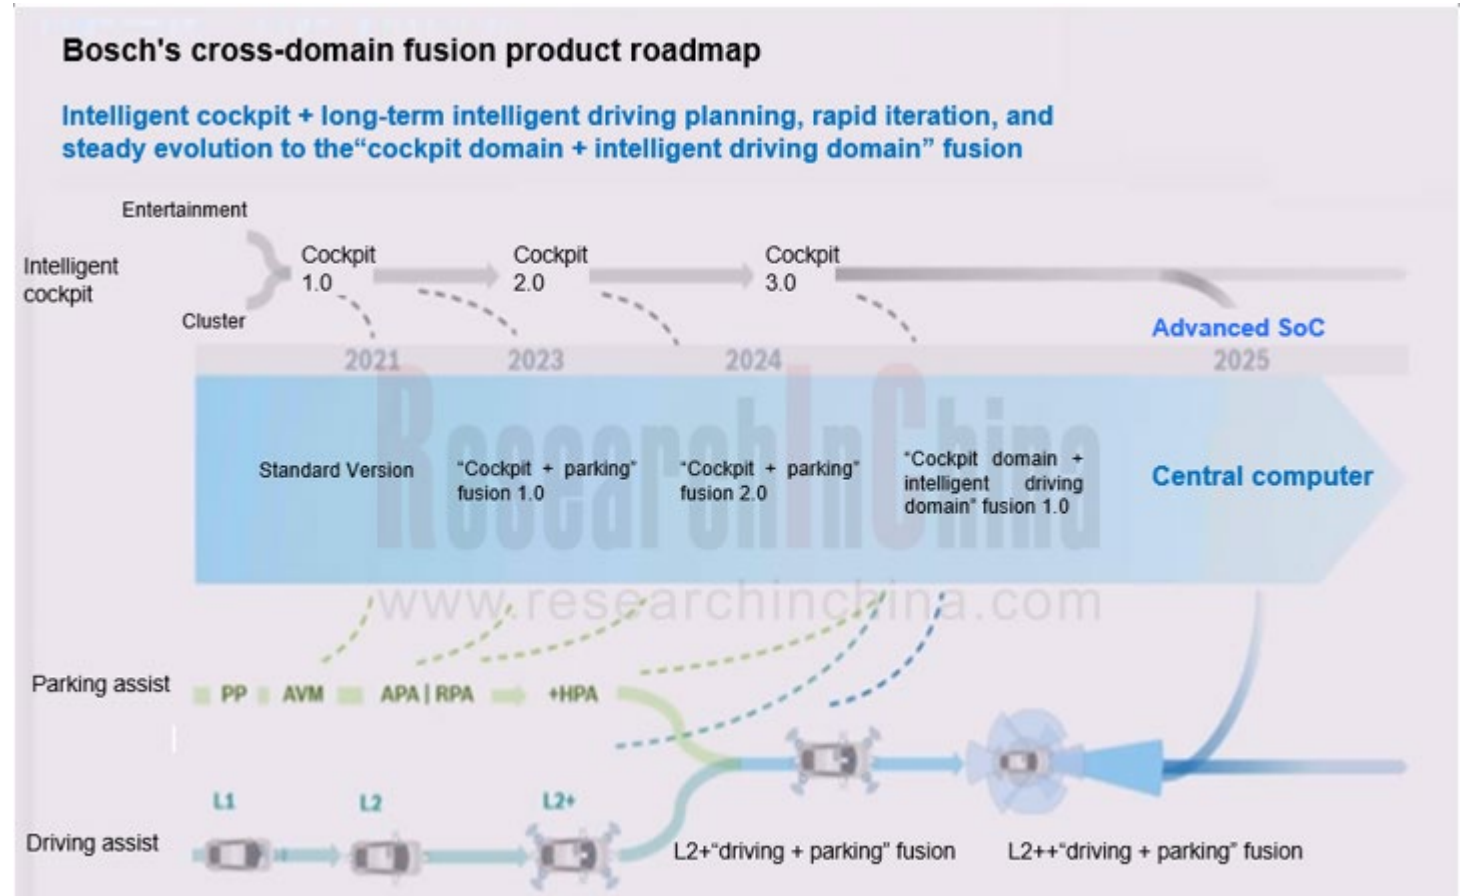 Bosch's cross-domain fusion product roadmap
Intelligent cockpit + long-term intelligent driving planning, rapid iteration, and
steady evolution to the“cockpit domain + intelligent driving domain” fusion
Entertainment
Intelligent
cockpit
Cluster
Cockpit
1.0
Cockpit
2.0
Cockpit
3.0
Advanced SoC
2021
2023
2024
2025
ResearchInChina
Standard Version
“Cockpit + parking”
fusion 1.0
“Cockpit + parking”
fusion 2.0
“Cockpit domain +
intelligent driving
domain” fusion 1.0
Central computer
www.researchinchina.com
Parking assist
PP
AVM
APA | RPA
+HPA
L1
L2
L2+
Driving assist
L2+“driving + parking” fusion
L2++“driving + parking” fusion